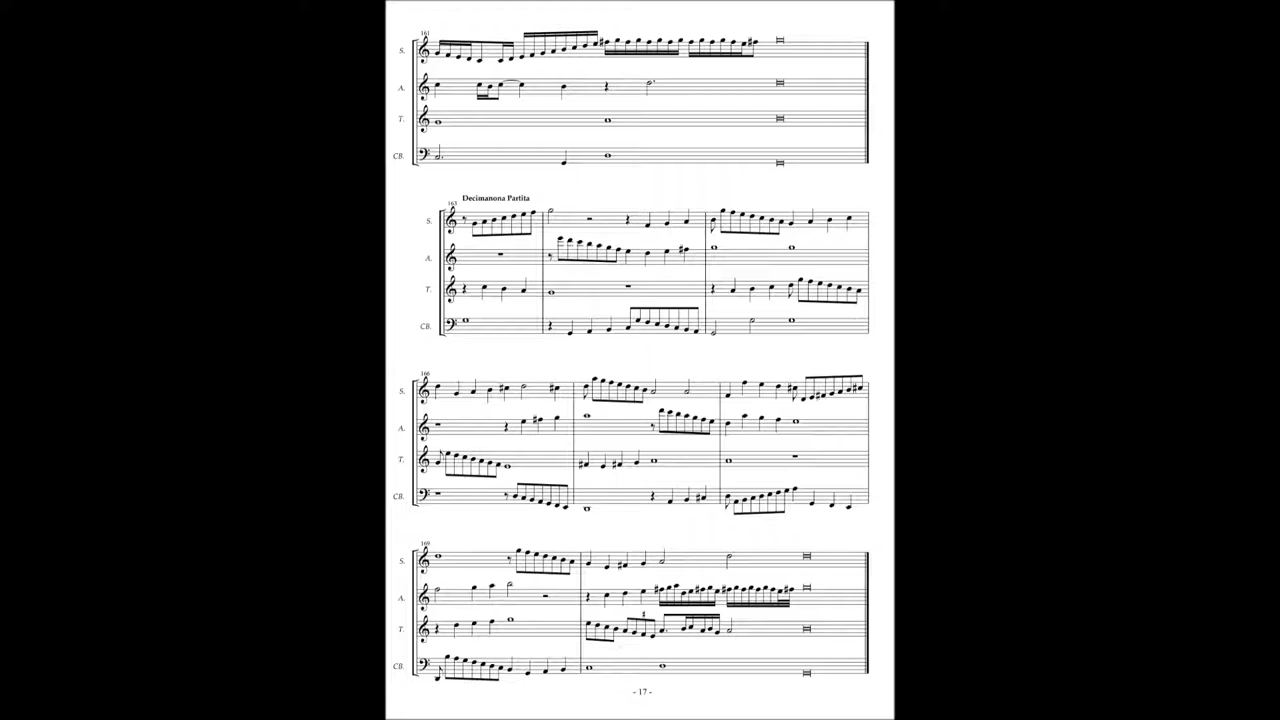 161
S.
A.
T.
CB.
Decimanona Partita
163
S.
A.
T.
CB.
166
S.
A.
T.
CB.
169
S.
A.
T.
CB.
- 17 -